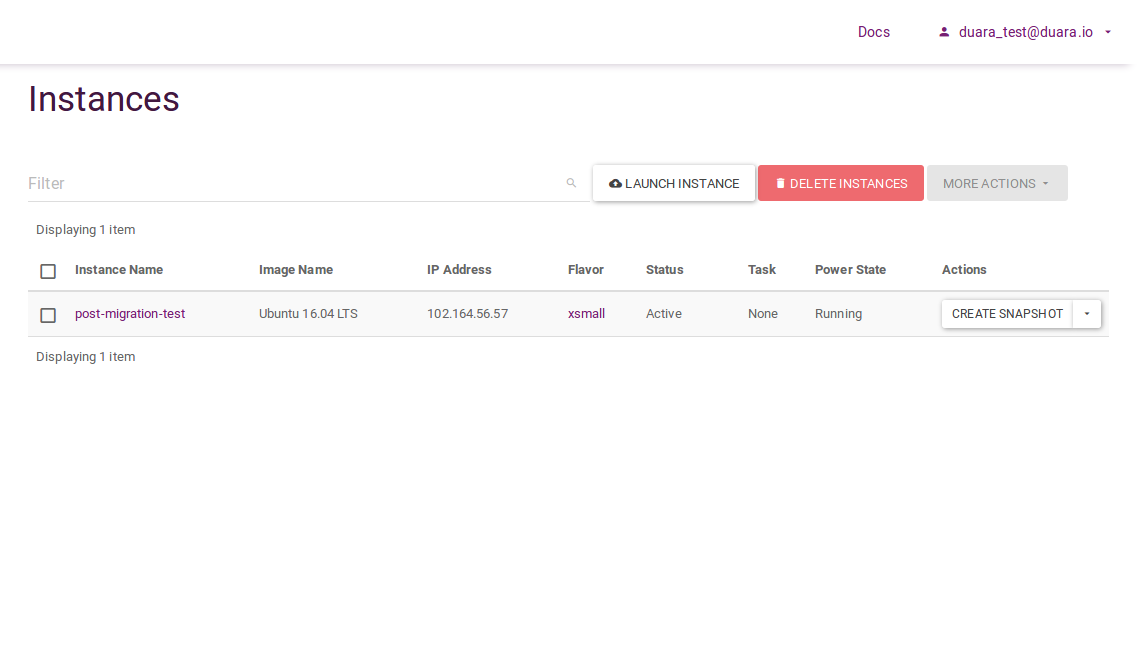 Docs duara_test@duara.io
Instances
Filter LAUNCH INSTANCE DELETE INSTANCES MORE ACTIONS
Displaying 1 item
Instance Name Image Name IP Address Flavor Status Task Power State Actions
post-migration-test Ubuntu 16.04 LTS 102.164.56.57 xsmall Active None Running CREATE SNAPSHOT
Displaying 1 item